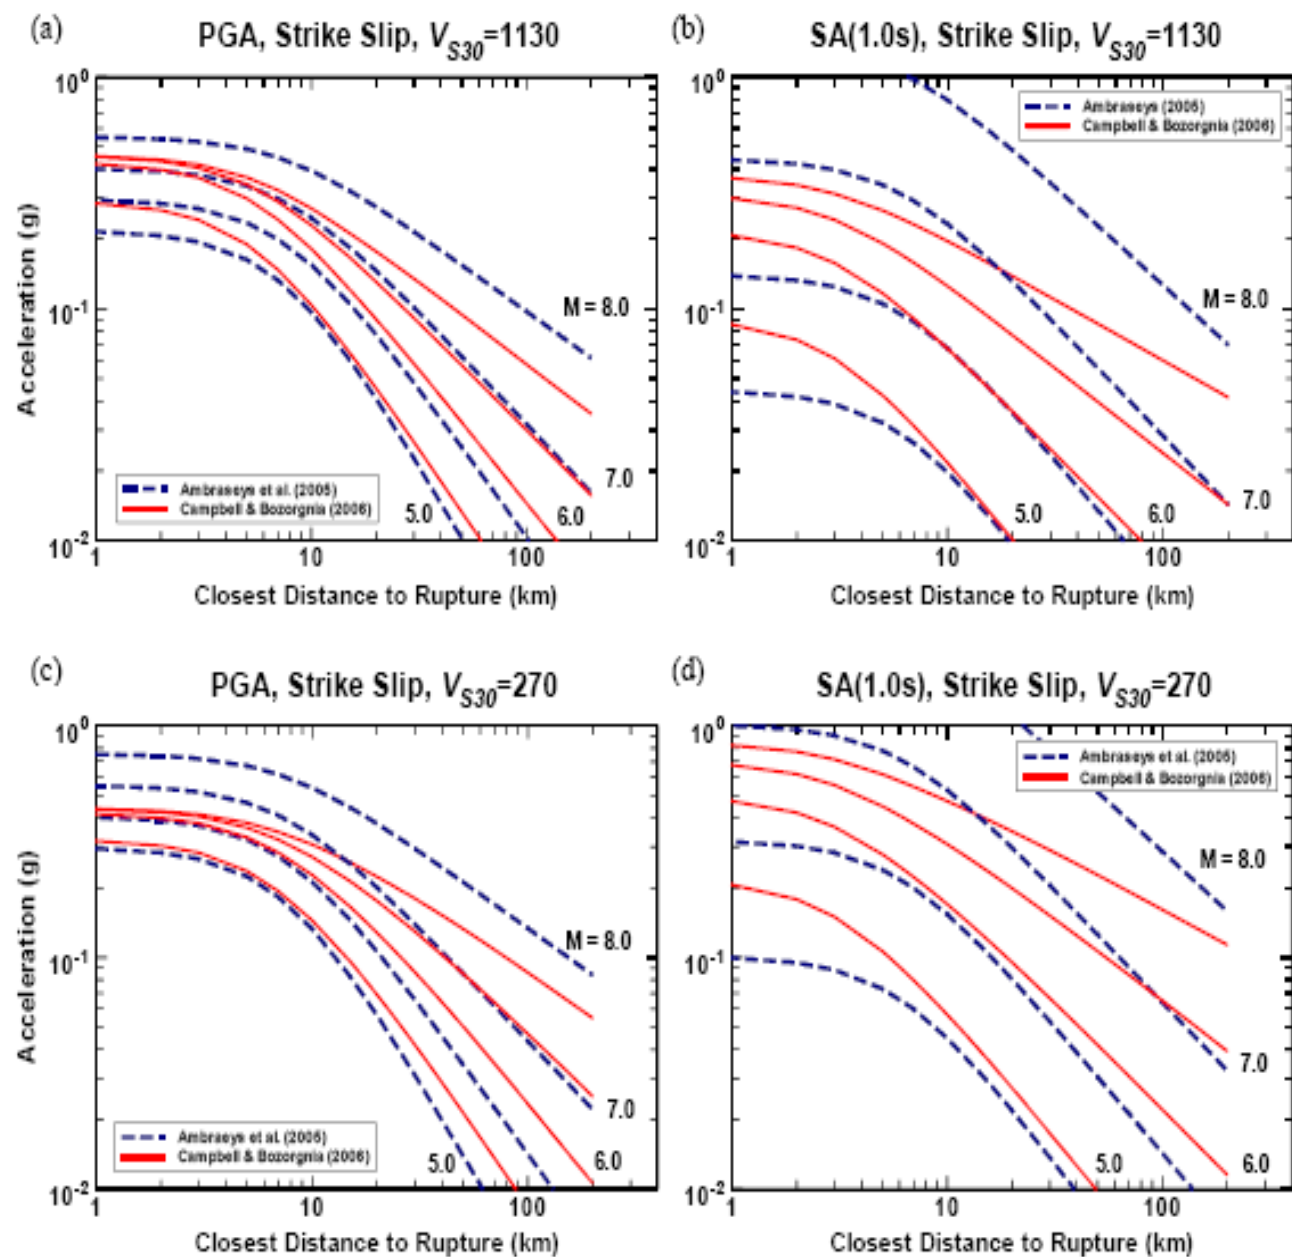 (a) PGA, Strike Slip, V_S30=1130
10^0
10^-1
10^-2
Acceleration (g)
M = 8.0
7.0
6.0
5.0
Ambraseys et al. (2005)
Campbell & Bozorgnia (2006)
1 10 100
Closest Distance to Rupture (km)
(b) SA(1.0s), Strike Slip, V_S30=1130
10^0
10^-1
10^-2
Ambraseys (2005)
Campbell & Bozorgnia (2006)
M = 8.0
7.0
6.0
5.0
1 10 100
Closest Distance to Rupture (km)
(c) PGA, Strike Slip, V_S30=270
10^0
10^-1
10^-2
Acceleration (g)
M = 8.0
7.0
6.0
5.0
Ambraseys et al. (2005)
Campbell & Bozorgnia (2006)
1 10 100
Closest Distance to Rupture (km)
(d) SA(1.0s), Strike Slip, V_S30=270
10^0
10^-1
10^-2
Ambraseys et al. (2005)
Campbell & Bozorgnia (2006)
M = 8.0
7.0
6.0
5.0
1 10 100
Closest Distance to Rupture (km)